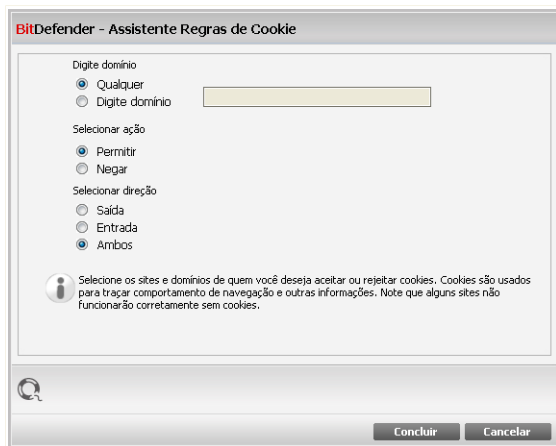 BitDefender - Assistente Regras de Cookie
Digite domínio
Qualquer
Digite domínio
Selecionar ação
Permitir
Negar
Selecionar direção
Saída
Entrada
Ambos
Selecione os sites e domínios de quem você deseja aceitar ou rejeitar cookies. Cookies são usados
para traçar comportamento de navegação e outras informações. Note que alguns sites não
funcionarão corretamente sem cookies.
Concluir
Cancelar